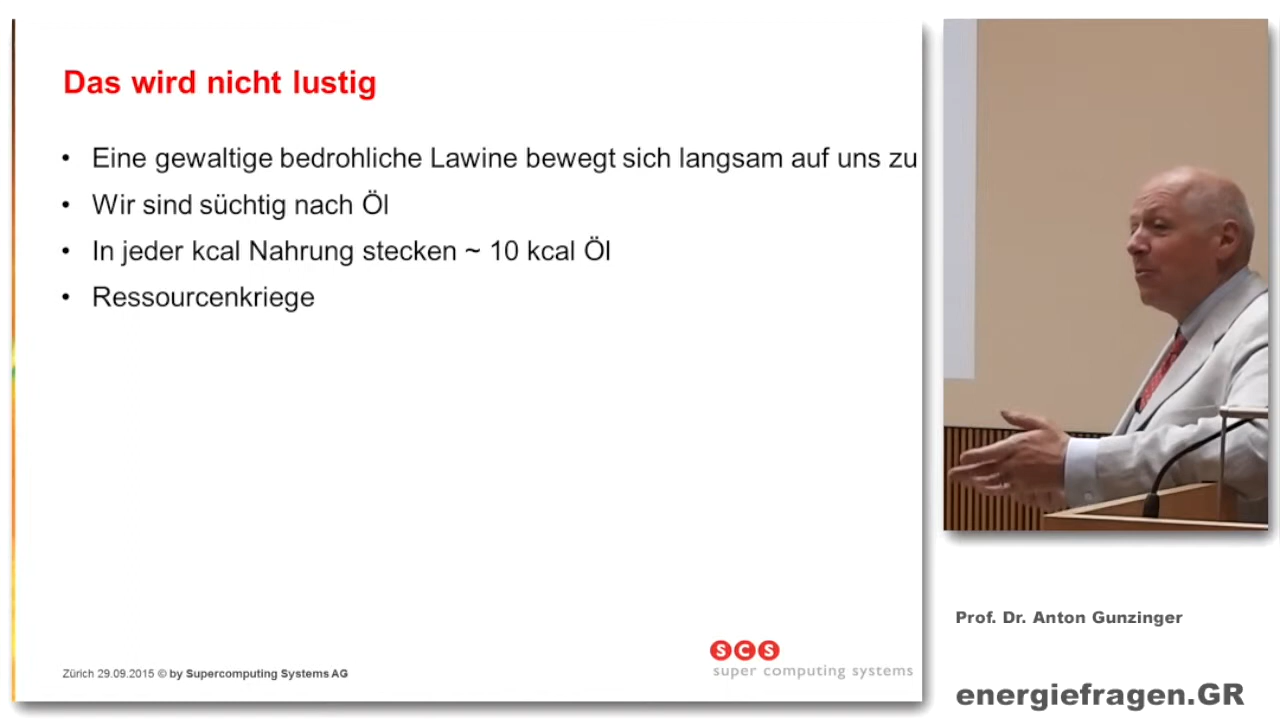 Das wird nicht lustig
• Eine gewaltige bedrohliche Lawine bewegt sich langsam auf uns zu
• Wir sind süchtig nach Öl
• In jeder kcal Nahrung stecken ~ 10 kcal Öl
• Ressourcenkriege
Zürich 29.09.2015 © by Supercomputing Systems AG
SCS
super computing systems
Prof. Dr. Anton Gunzinger
energiefragen.GR